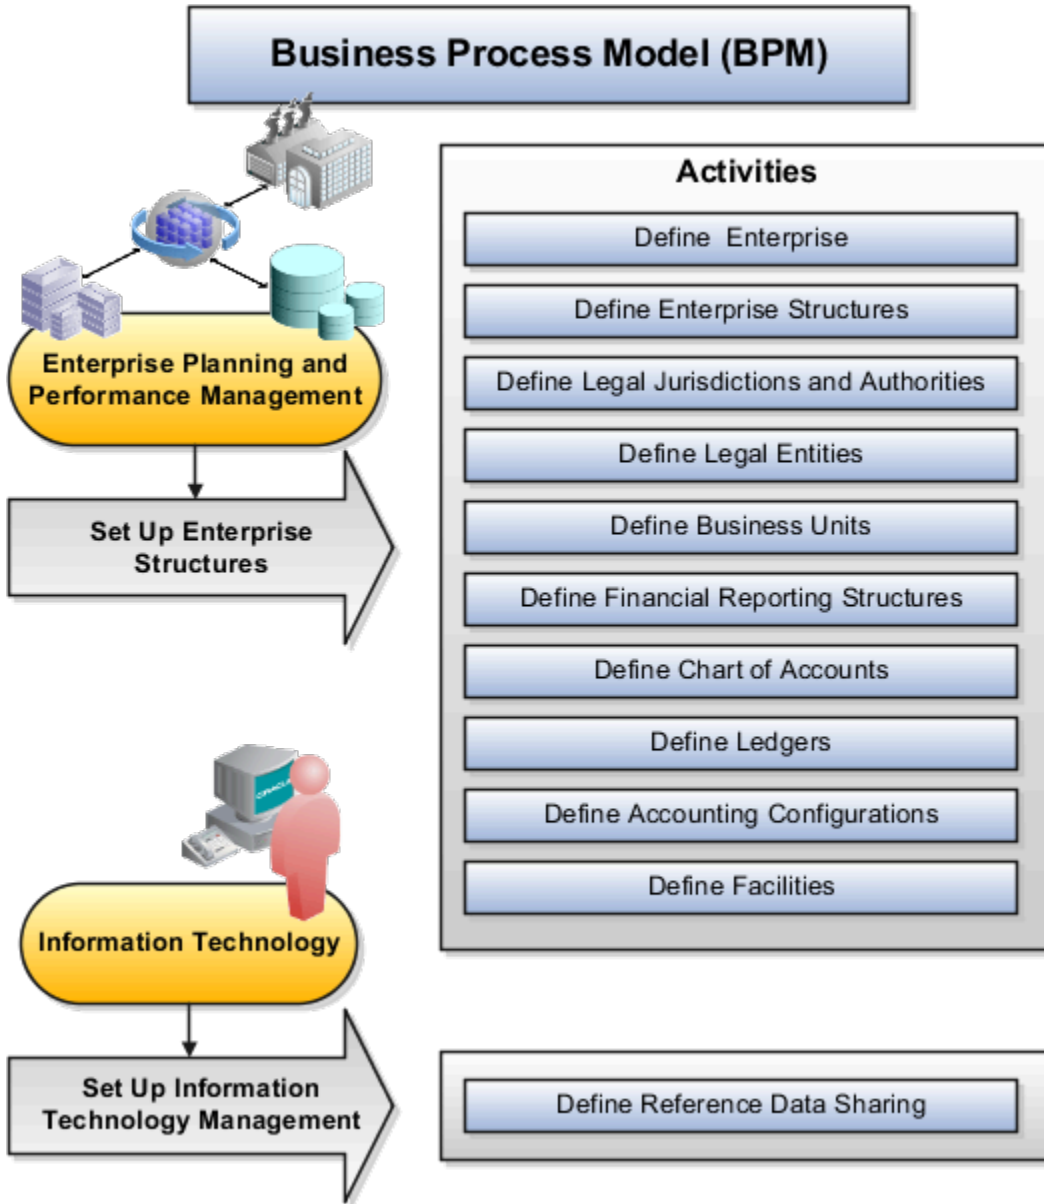 Business Process Model (BPM)
Activities
Define Enterprise
Define Enterprise Structures
Define Legal Jurisdictions and Authorities
Define Legal Entities
Define Business Units
Define Financial Reporting Structures
Define Chart of Accounts
Define Ledgers
Define Accounting Configurations
Define Facilities
Enterprise Planning and
Performance Management
Set Up Enterprise
Structures
Information Technology
Set Up Information
Technology Management
Define Reference Data Sharing